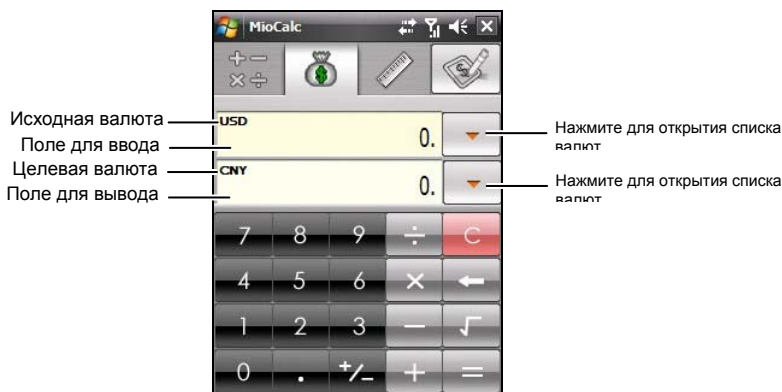 MioCalc
Исходная валюта
USD
0.
Нажмите для открытия списка
валют
Поле для ввода
Целевая валюта
CNY
0.
Нажмите для открытия списка
валют
Поле для вывода
7 8 9 ÷ C
4 5 6 × ←
1 2 3 − √
0 . +/− + =